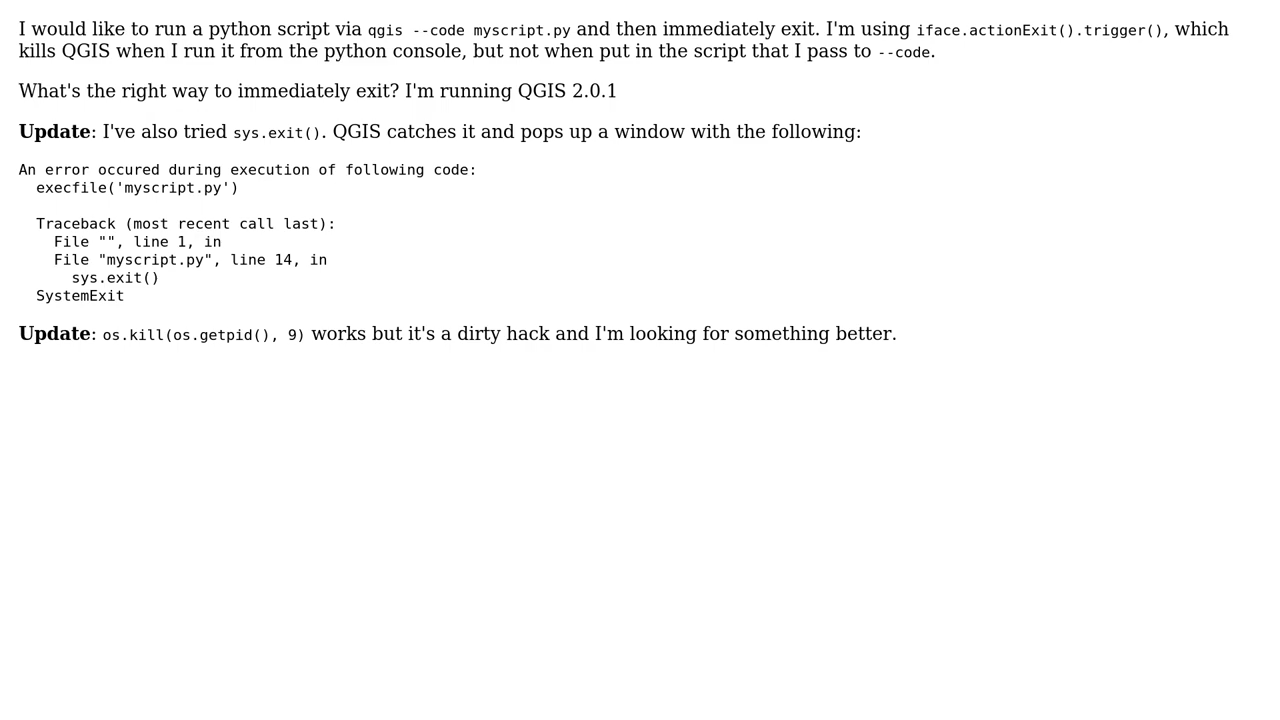 I would like to run a python script via qgis --code myscript.py and then immediately exit. I'm using iface.actionExit().trigger(), which
kills QGIS when I run it from the python console, but not when put in the script that I pass to --code.
What's the right way to immediately exit? I'm running QGIS 2.0.1
Update: I've also tried sys.exit(). QGIS catches it and pops up a window with the following:
An error occured during execution of following code:
  execfile('myscript.py')
  Traceback (most recent call last):
    File "", line 1, in
    File "myscript.py", line 14, in
      sys.exit()
  SystemExit
Update: os.kill(os.getpid(), 9) works but it's a dirty hack and I'm looking for something better.